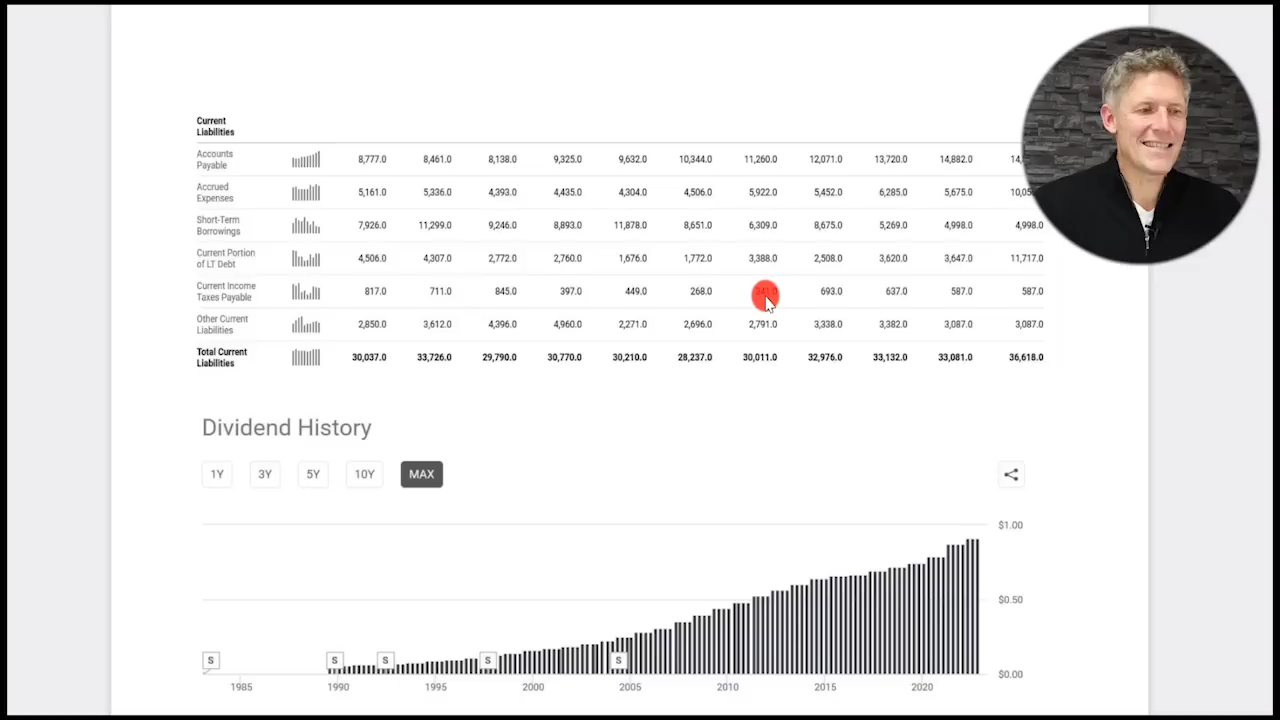 Current
Liabilities
Accounts
Payable 8,777.0 8,461.0 8,138.0 9,325.0 9,632.0 10,344.0 11,260.0 12,071.0 13,720.0 14,882.0
Accrued
Expenses 5,161.0 5,336.0 4,393.0 4,435.0 4,304.0 4,506.0 5,922.0 5,452.0 6,285.0 5,675.0
Short-Term
Borrowings 7,926.0 11,299.0 9,246.0 8,893.0 11,878.0 8,651.0 6,309.0 8,675.0 5,269.0 4,998.0 4,998.0
Current Portion
of LT Debt 4,506.0 4,307.0 2,772.0 2,760.0 1,676.0 1,772.0 3,388.0 2,508.0 3,620.0 3,647.0 11,717.0
Current Income
Taxes Payable 817.0 711.0 845.0 397.0 449.0 268.0 693.0 637.0 587.0 587.0
Other Current
Liabilities 2,850.0 3,612.0 4,396.0 4,960.0 2,271.0 2,696.0 2,791.0 3,338.0 3,382.0 3,087.0 3,087.0
Total Current
Liabilities 30,037.0 33,726.0 29,790.0 30,770.0 30,210.0 28,237.0 30,011.0 32,976.0 33,132.0 33,081.0 36,618.0
Dividend History
1Y 3Y 5Y 10Y MAX
$1.00
$0.50
S S S S S
$0.00
1985 1990 1995 2000 2005 2010 2015 2020